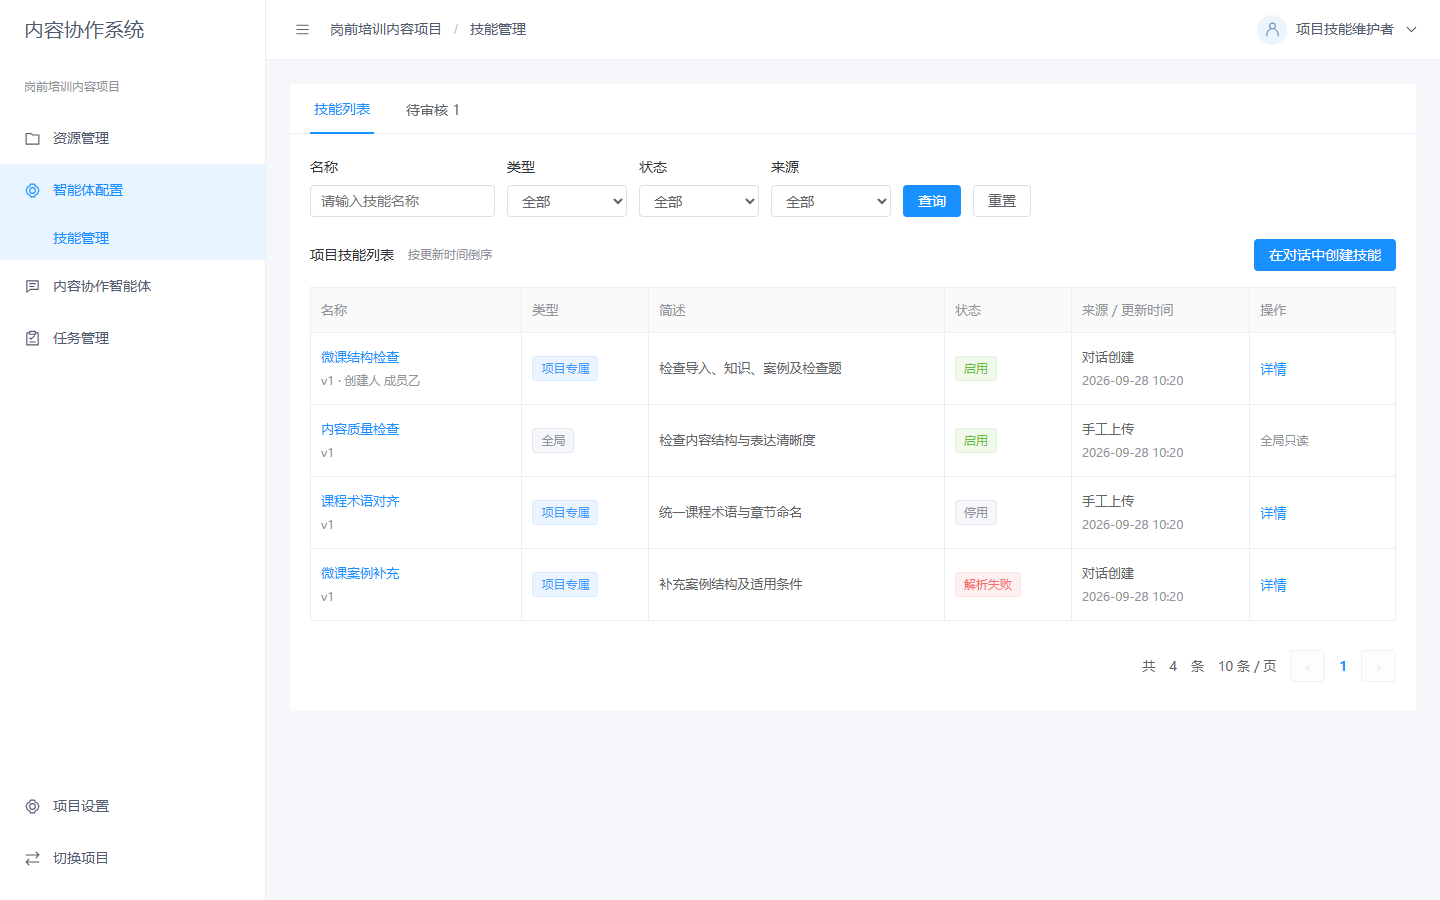 内容协作系统
岗前培训内容项目 / 技能管理
项目技能维护者
岗前培训内容项目
资源管理
智能体配置
技能管理
内容协作智能体
任务管理
项目设置
切换项目
技能列表 待审核 1
名称 类型 状态 来源
请输入技能名称 全部 全部 全部 查询 重置
项目技能列表 按更新时间倒序 在对话中创建技能
名称 类型 简述 状态 来源 / 更新时间 操作
微课结构检查
v1 · 创建人 成员乙
项目专属
检查导入、知识、案例及检查题
启用
对话创建
2026-09-28 10:20
详情
内容质量检查
v1
全局
检查内容结构与表达清晰度
启用
手工上传
2026-09-28 10:20
全局只读
课程术语对齐
v1
项目专属
统一课程术语与章节命名
停用
手工上传
2026-09-28 10:20
详情
微课案例补充
v1
项目专属
补充案例结构及适用条件
解析失败
对话创建
2026-09-28 10:20
详情
共 4 条 10 条 / 页 ‹ 1 ›